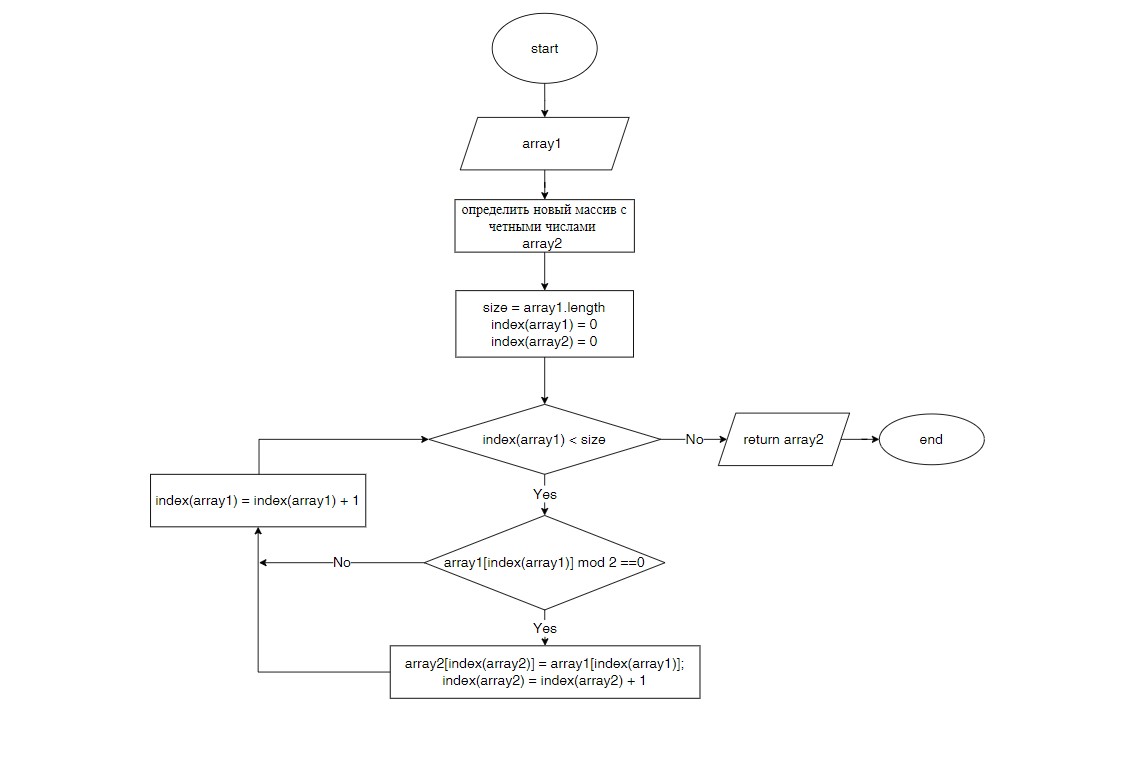 start
array1
определить новый массив с
четными числами
array2
size = array1.length
index(array1) = 0
index(array2) = 0
index(array1) < size
No
return array2
end
Yes
index(array1) = index(array1) + 1
array1[index(array1)] mod 2 ==0
No
Yes
array2[index(array2)] = array1[index(array1)];
index(array2) = index(array2) + 1